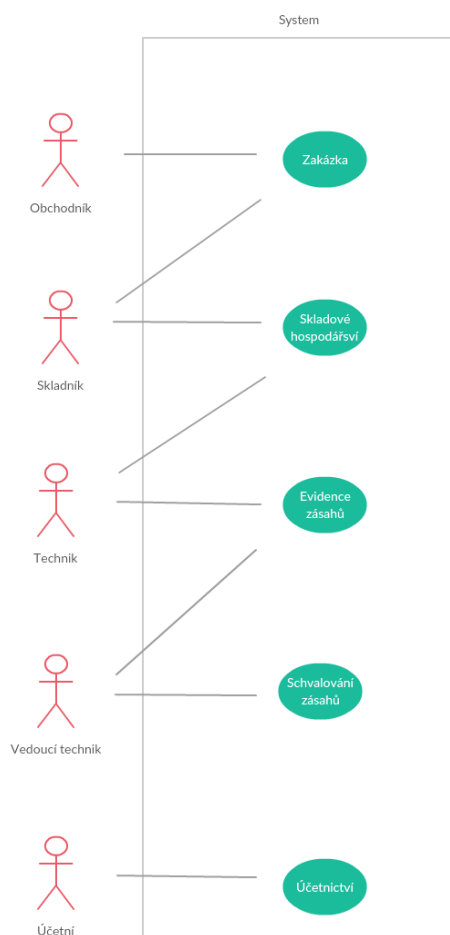 System
Zakázka
Obchodník
Skladové
hospodářsví
Skladník
Evidence
zásahů
Technik
Schvalování
zásahů
Vedoucí technik
Účetnictví
Účetní